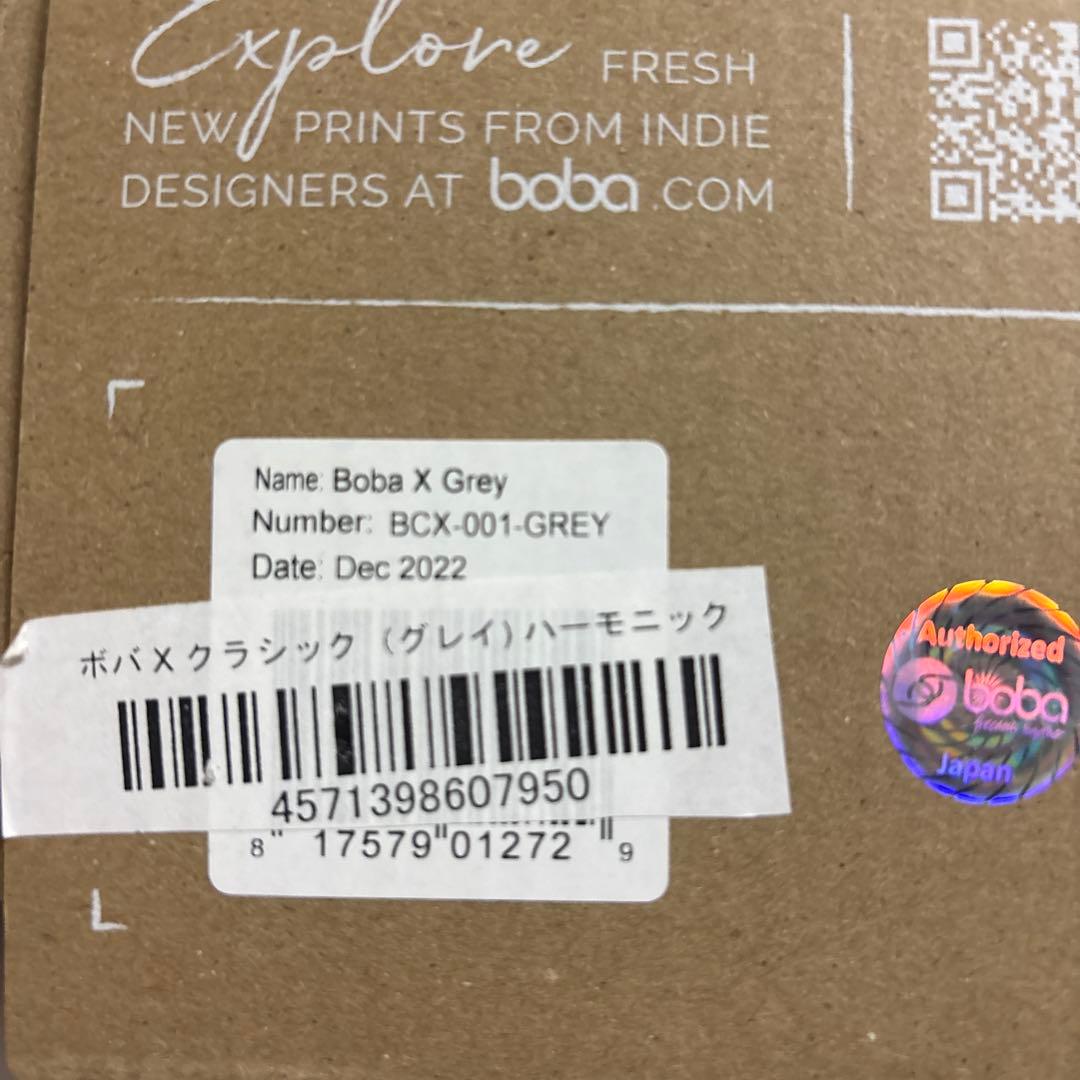 Explore FRESH
NEW PRINTS FROM INDIE
DESIGNERS AT boba.COM
Name: Boba X Grey
Number: BCX-001-GREY
Date: Dec 2022
ボバ X クラシック (グレイ) ハーモニック
4571398607950
8 "17579"01272" 9
Authorized
boba
Japan